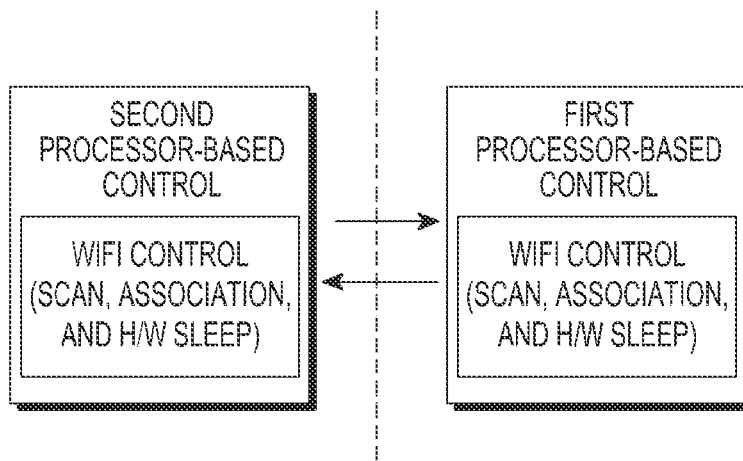 SECOND
PROCESSOR-BASED
CONTROL
WIFI CONTROL
(SCAN, ASSOCIATION,
AND H/W SLEEP)
FIRST
PROCESSOR-BASED
CONTROL
WIFI CONTROL
(SCAN, ASSOCIATION,
AND H/W SLEEP)